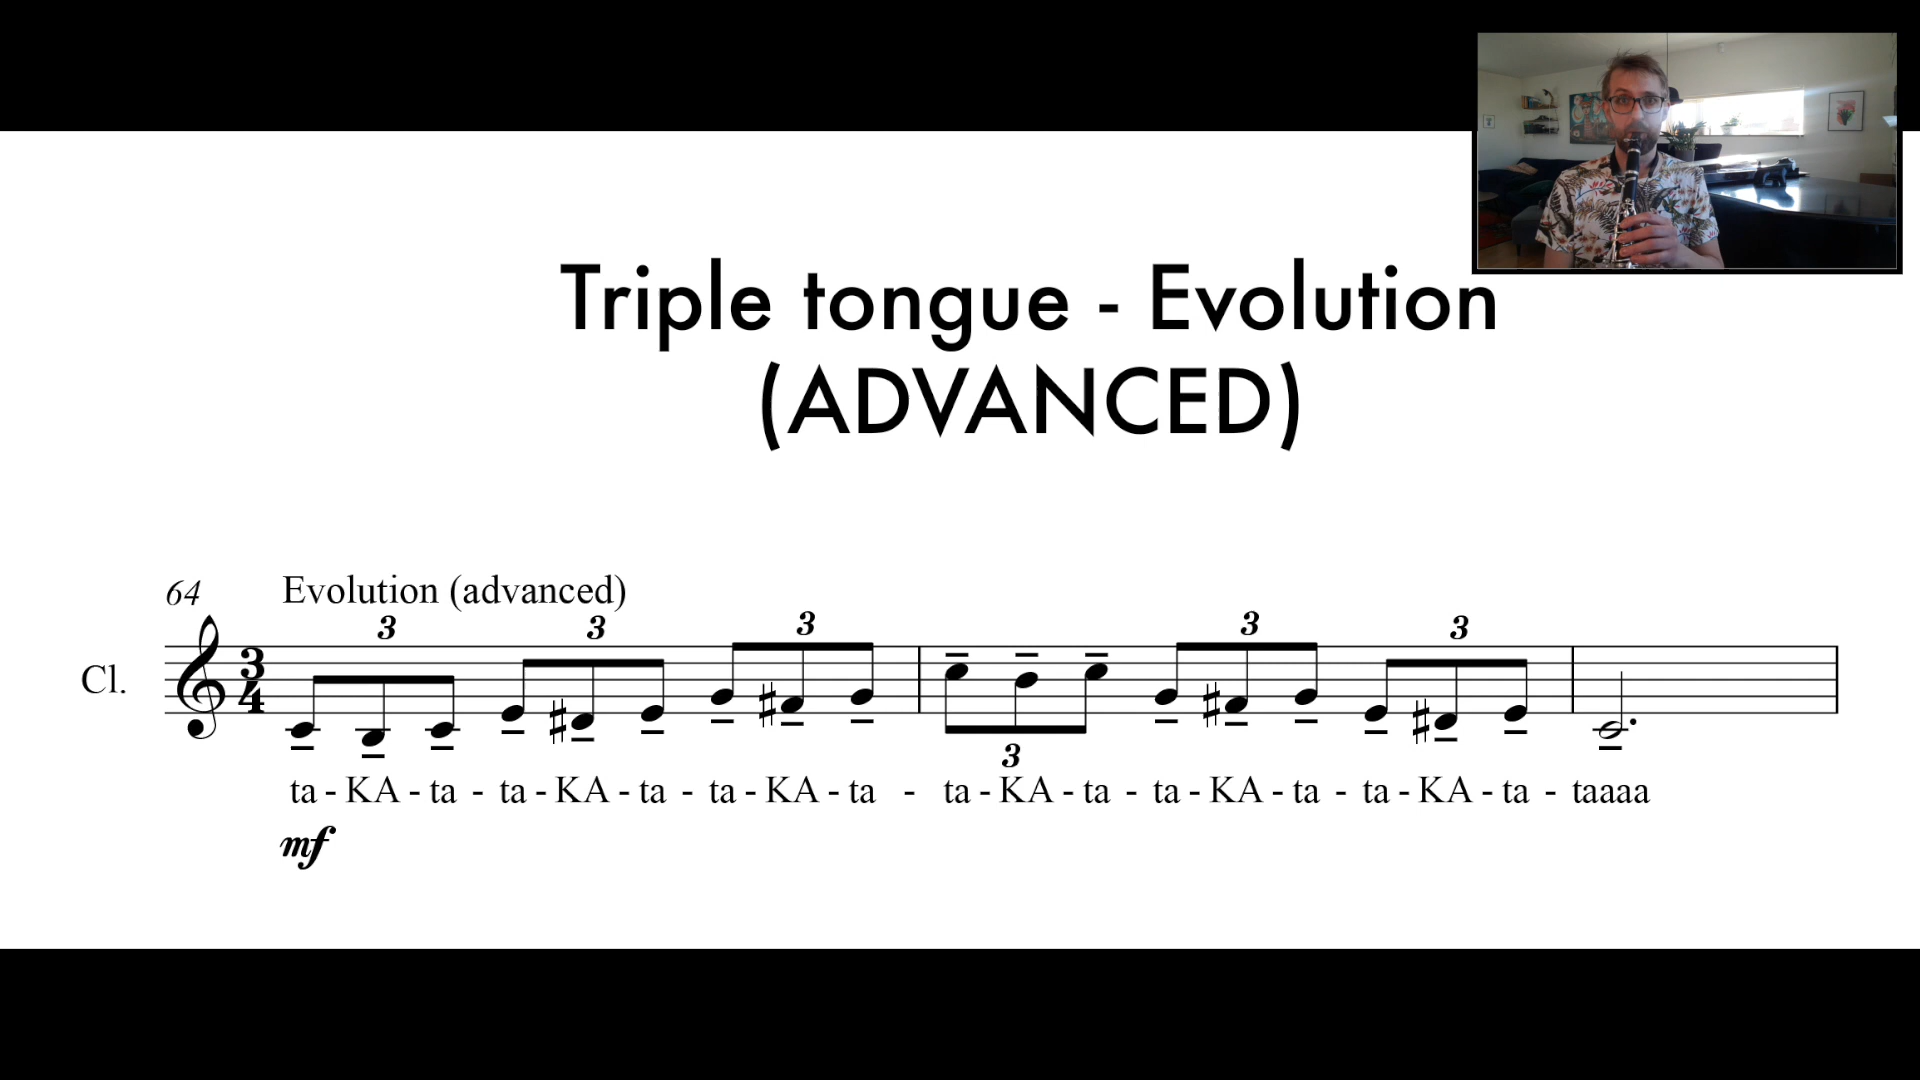 Triple tongue - Evolution
(ADVANCED)
64 Evolution (advanced)
3 3 3 3 3
Cl. 3 4
3
ta - KA - ta - ta - KA - ta - ta - KA - ta - ta - KA - ta - ta - KA - ta - ta - KA - ta - taaaa
mf